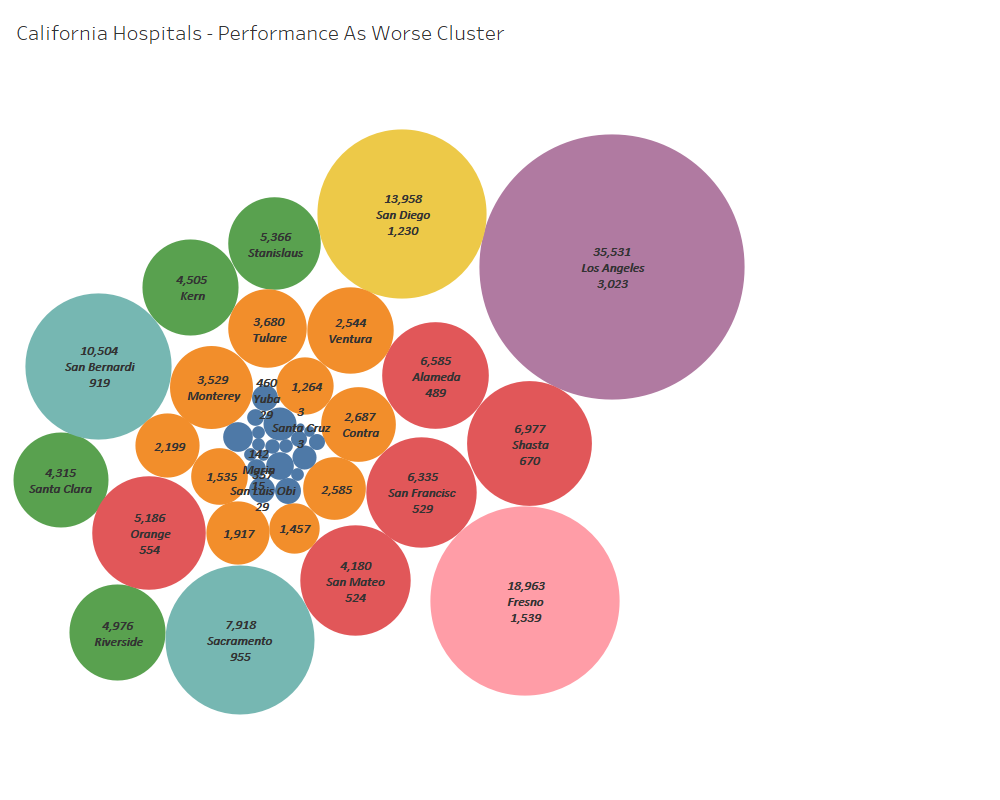 California Hospitals - Performance As Worse Cluster
13,958
San Diego
1,230
35,531
Los Angeles
3,023
5,366
Stanislaus
4,505
Kern
3,680
Tulare
2,544
Ventura
10,504
San Bernardi
919
6,585
Alameda
489
3,529
Monterey
460
Yuba
29
1,264
3
Santa Cruz
3
2,687
Contra
6,977
Shasta
670
2,199
142
Marin
15
1,535
San Luis Obi
29
2,585
6,335
San Francisc
529
4,315
Santa Clara
5,186
Orange
554
1,917
1,457
4,180
San Mateo
524
18,963
Fresno
1,539
4,976
Riverside
7,918
Sacramento
955